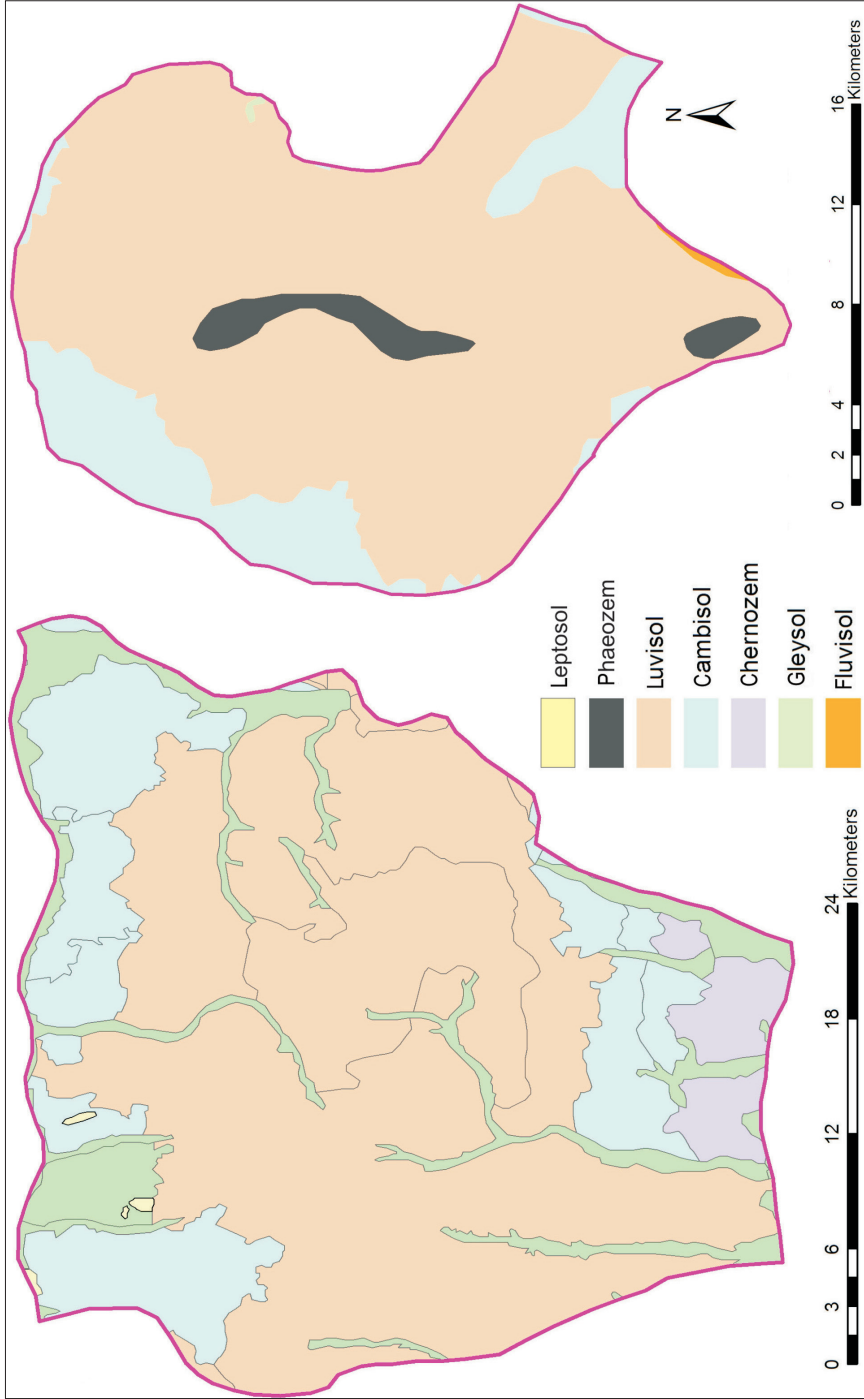 Leptosol
Phaeozem
Luvisol
Cambisol
Chernozem
Gleysol
Fluvisol
N
0 3 6 12 18 24
Kilometers
0 2 4 8 12 16
Kilometers